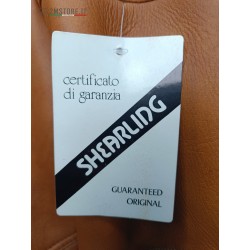 certificato
di garanzia
SHEARLING
GUARANTEED
ORIGINAL